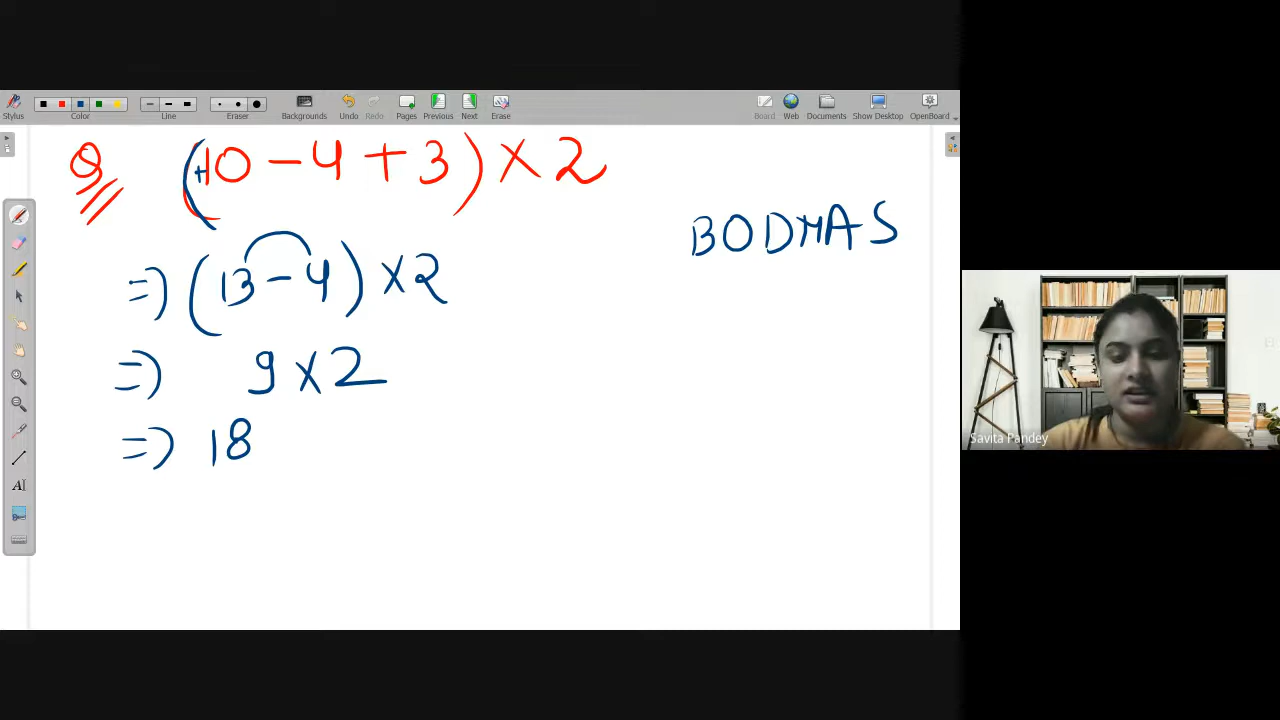 Stylus
Color
Line
Eraser
Backgrounds
Undo
Redo
Pages
Previous
Next
Erase
Board
Web
Documents
Show Desktop
OpenBoard
Q (+10 - 4 + 3) × 2
BODMAS
=> (13 - 4) × 2
=> 9 × 2
=> 18
Savita Pandey